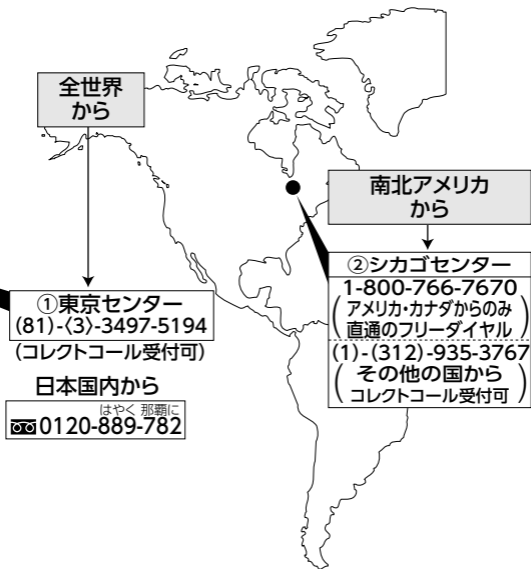 全世界
から
①東京センター
(81)-〈3〉-3497-5194
(コレクトコール受付可)
日本国内から
はやく 那覇に
0120-889-782
南北アメリカ
から
②シカゴセンター
1-800-766-7670
(アメリカ・カナダからのみ
直通のフリーダイヤル)
(1)-(312)-935-3767
(その他の国から
コレクトコール受付可)